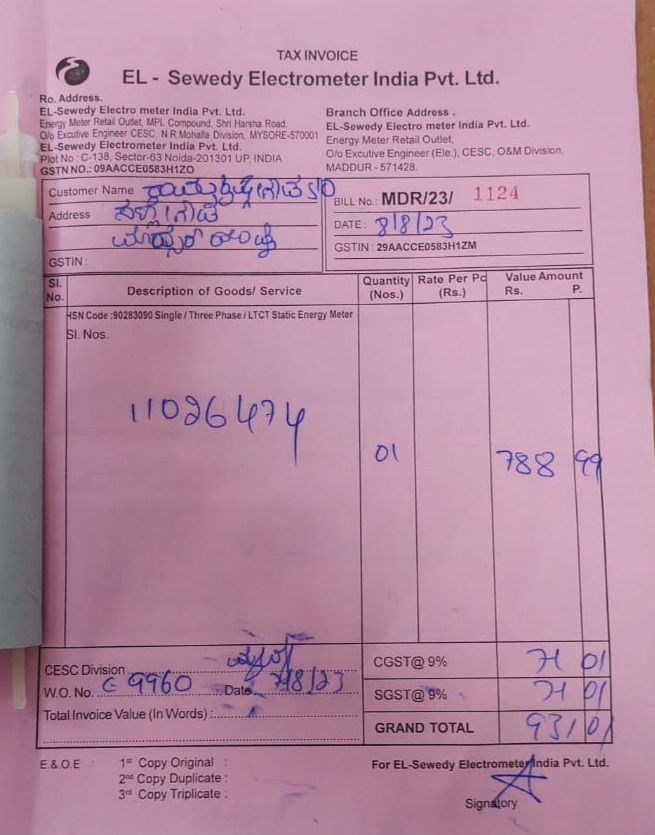 TAX INVOICE
EL - Sewedy Electrometer India Pvt. Ltd.
Ro. Address.
EL-Sewedy Electro meter India Pvt. Ltd.
Energy Meter Retail Outlet, MPL Compound, Shri Harsha Road,
O/o Excutive Engineer CESC, N.R.Mohalla Division, MYSORE-570001
EL-Sewedy Electrometer India Pvt. Ltd.
Plot No : C-138, Sector-63 Noida-201301 UP, INDIA
GSTN NO.: 09AACCE0583H1ZO
Branch Office Address .
EL-Sewedy Electro meter India Pvt. Ltd.
Energy Meter Retail Outlet,
O/o Excutive Engineer (Ele.), CESC, O&M Division,
MADDUR - 571428.
Customer Name
Address
GSTIN :
BILL No.: MDR/23/ 1124
DATE : 8/8/23
GSTIN : 29AACCE0583H1ZM
Sl. No. Description of Goods/ Service Quantity (Nos.) Rate Per Pc (Rs.) Value Amount Rs. P.
HSN Code :90283090 Single / Three Phase / LTCT Static Energy Meter
Sl. Nos.
11026474 01 788 99
CESC Division
W.O. No. 9960 Date 7/8/23
Total Invoice Value (In Words) :
CGST@ 9% 71 01
SGST@ 9% 71 01
GRAND TOTAL 931 01
E.& O.E 1st Copy Original :
2nd Copy Duplicate :
3rd Copy Triplicate :
For EL-Sewedy Electrometer India Pvt. Ltd.
Signatory